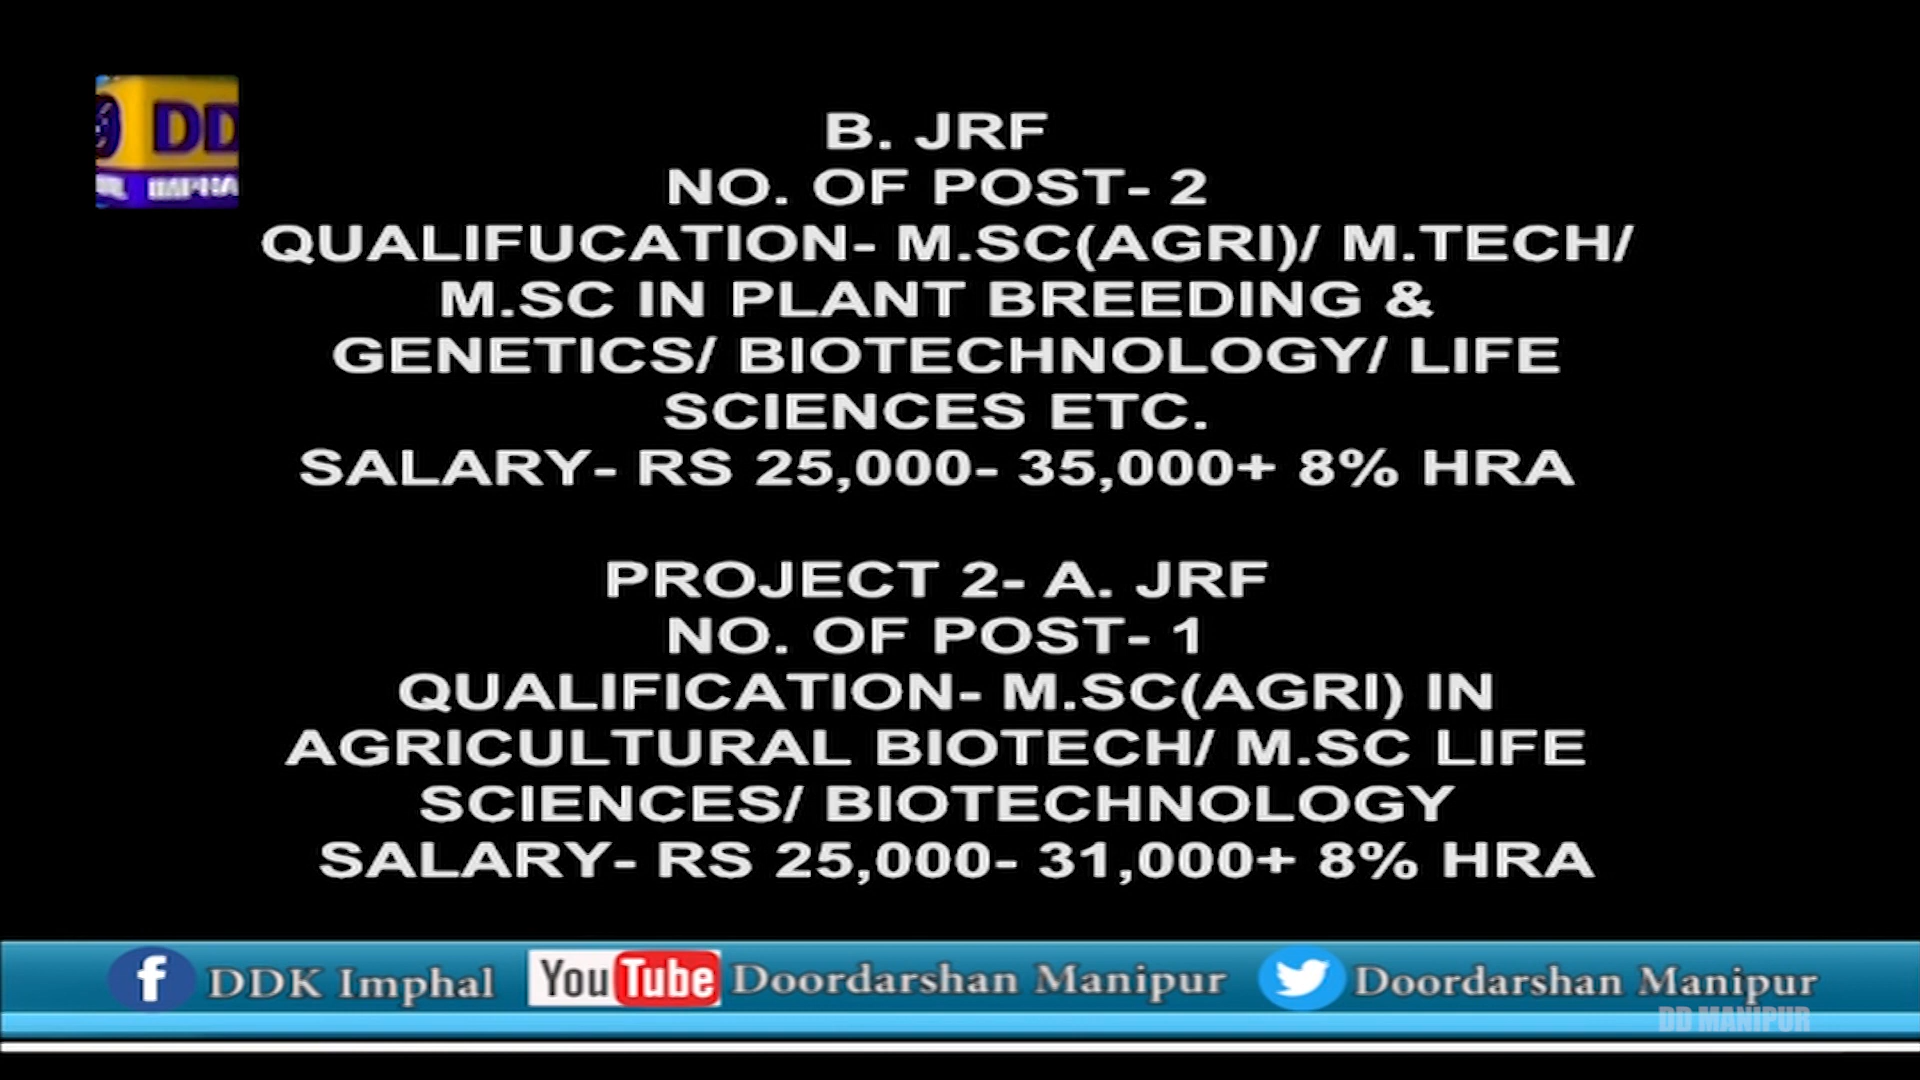 DD
IMPHA
B. JRF
NO. OF POST- 2
QUALIFUCATION- M.SC(AGRI)/ M.TECH/
M.SC IN PLANT BREEDING &
GENETICS/ BIOTECHNOLOGY/ LIFE
SCIENCES ETC.
SALARY- RS 25,000- 35,000+ 8% HRA
PROJECT 2- A. JRF
NO. OF POST- 1
QUALIFICATION- M.SC(AGRI) IN
AGRICULTURAL BIOTECH/ M.SC LIFE
SCIENCES/ BIOTECHNOLOGY
SALARY- RS 25,000- 31,000+ 8% HRA
f DDK Imphal YouTube Doordarshan Manipur Doordarshan Manipur
DD MANIPUR